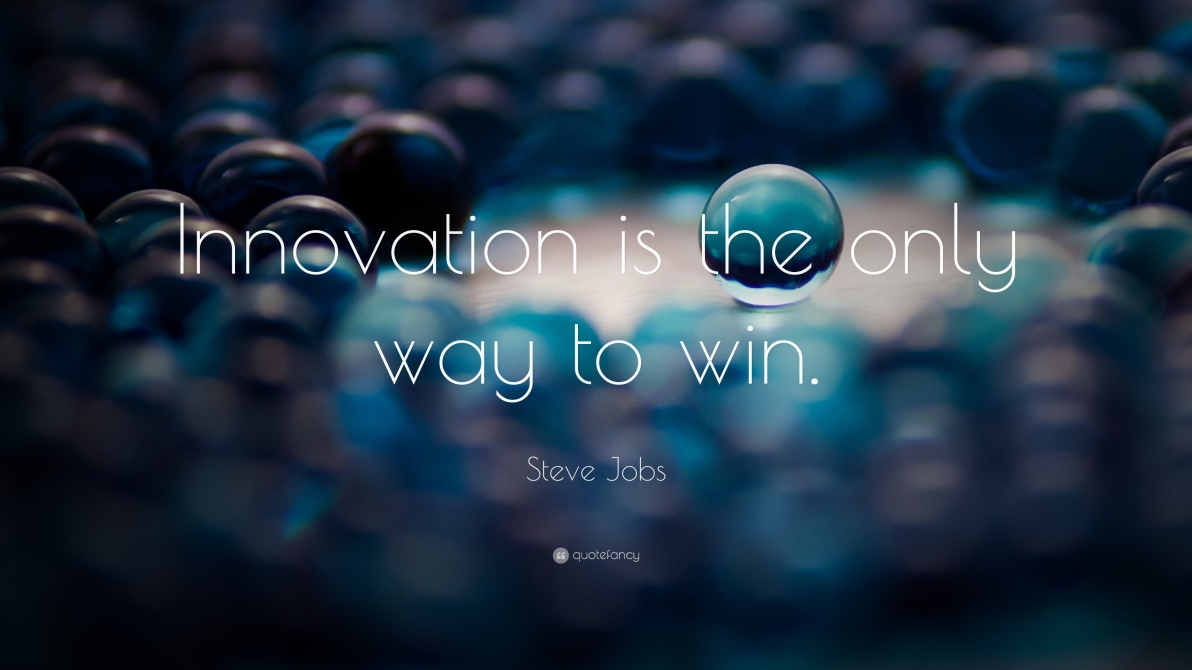 Innovation is the only
way to win.
Steve Jobs
quotefancy